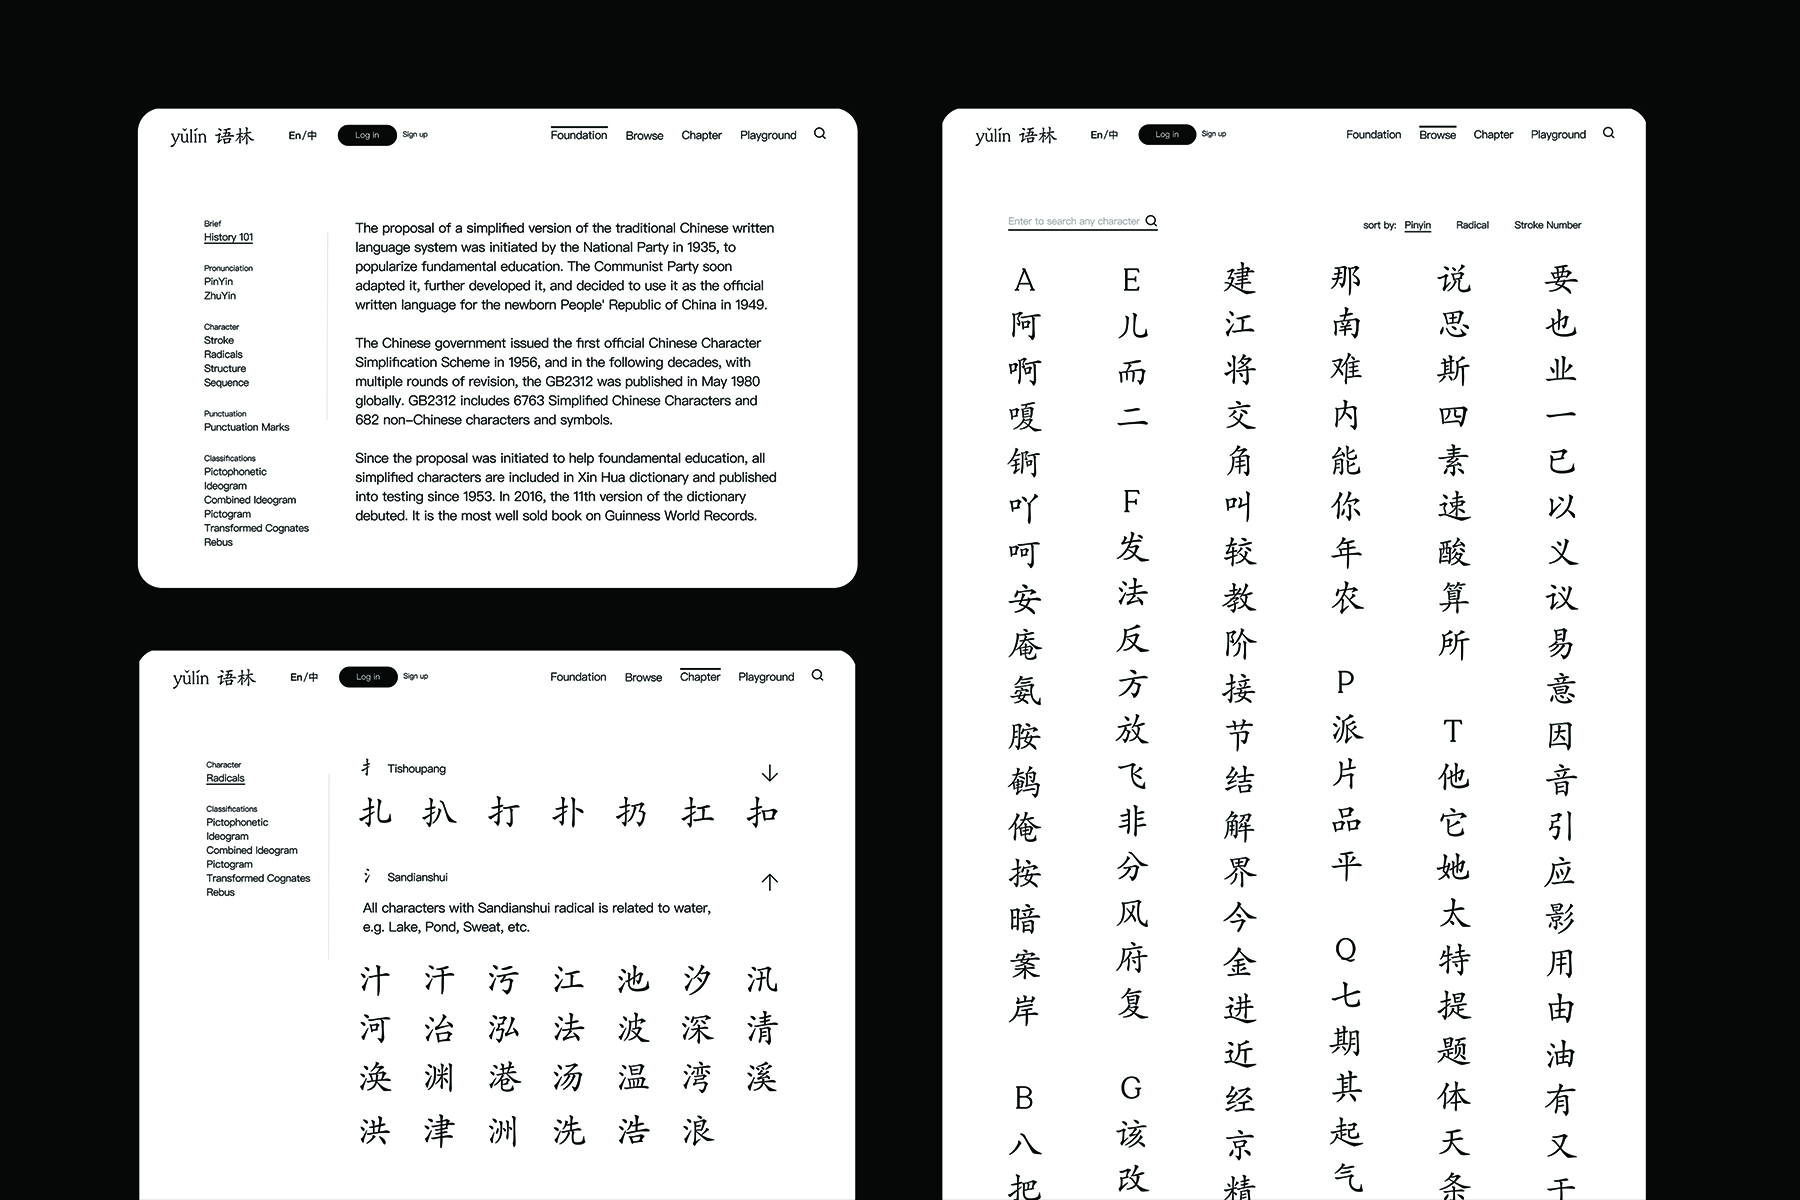 yǔlín 语林
En/中
Log in
Sign up
Foundation
Browse
Chapter
Playground
Brief
History 101
Pronunciation
PinYin
ZhuYin
Character
Stroke
Radicals
Structure
Sequence
Punctuation
Punctuation Marks
Classifications
Pictophonetic
Ideogram
Combined Ideogram
Pictogram
Transformed Cognates
Rebus
The proposal of a simplified version of the traditional Chinese written
language system was initiated by the National Party in 1935, to
popularize fundamental education. The Communist Party soon
adapted it, further developed it, and decided to use it as the official
written language for the newborn People' Republic of China in 1949.
The Chinese government issued the first official Chinese Character
Simplification Scheme in 1956, and in the following decades, with
multiple rounds of revision, the GB2312 was published in May 1980
globally. GB2312 includes 6763 Simplified Chinese Characters and
682 non-Chinese characters and symbols.
Since the proposal was initiated to help foundamental education, all
simplified characters are included in Xin Hua dictionary and published
into testing since 1953. In 2016, the 11th version of the dictionary
debuted. It is the most well sold book on Guinness World Records.
yǔlín 语林
En/中
Log in
Sign up
Foundation
Browse
Chapter
Playground
Character
Radicals
Classifications
Pictophonetic
Ideogram
Combined Ideogram
Pictogram
Transformed Cognates
Rebus
扌 Tishoupang
扎 扒 打 扑 扔 扛 扣
氵 Sandianshui
All characters with Sandianshui radical is related to water,
e.g. Lake, Pond, Sweat, etc.
汁 汗 污 江 池 汐 汛
河 冶 泓 法 波 深 清
涣 渊 港 汤 温 湾 溪
洪 津 洲 洗 浩 浪
yǔlín 语林
En/中
Log in
Sign up
Foundation
Browse
Chapter
Playground
Enter to search any character
sort by: Pinyin Radical Stroke Number
A
阿
啊
嗄
锕
吖
呵
安
庵
氨
胺
鹌
俺
按
暗
案
岸
B
八
把
E
儿
而
二
F
发
法
反
方
放
飞
非
分
风
府
复
G
该
改
建
江
将
交
角
叫
较
教
阶
接
节
结
解
界
今
金
进
近
经
京
精
那
南
难
内
能
你
年
农
P
派
片
品
平
Q
七
期
其
起
气
说
思
斯
四
素
速
酸
算
所
T
他
它
她
太
特
提
题
体
天
条
要
也
业
一
已
以
义
议
易
意
因
音
引
应
影
用
由
油
有
又